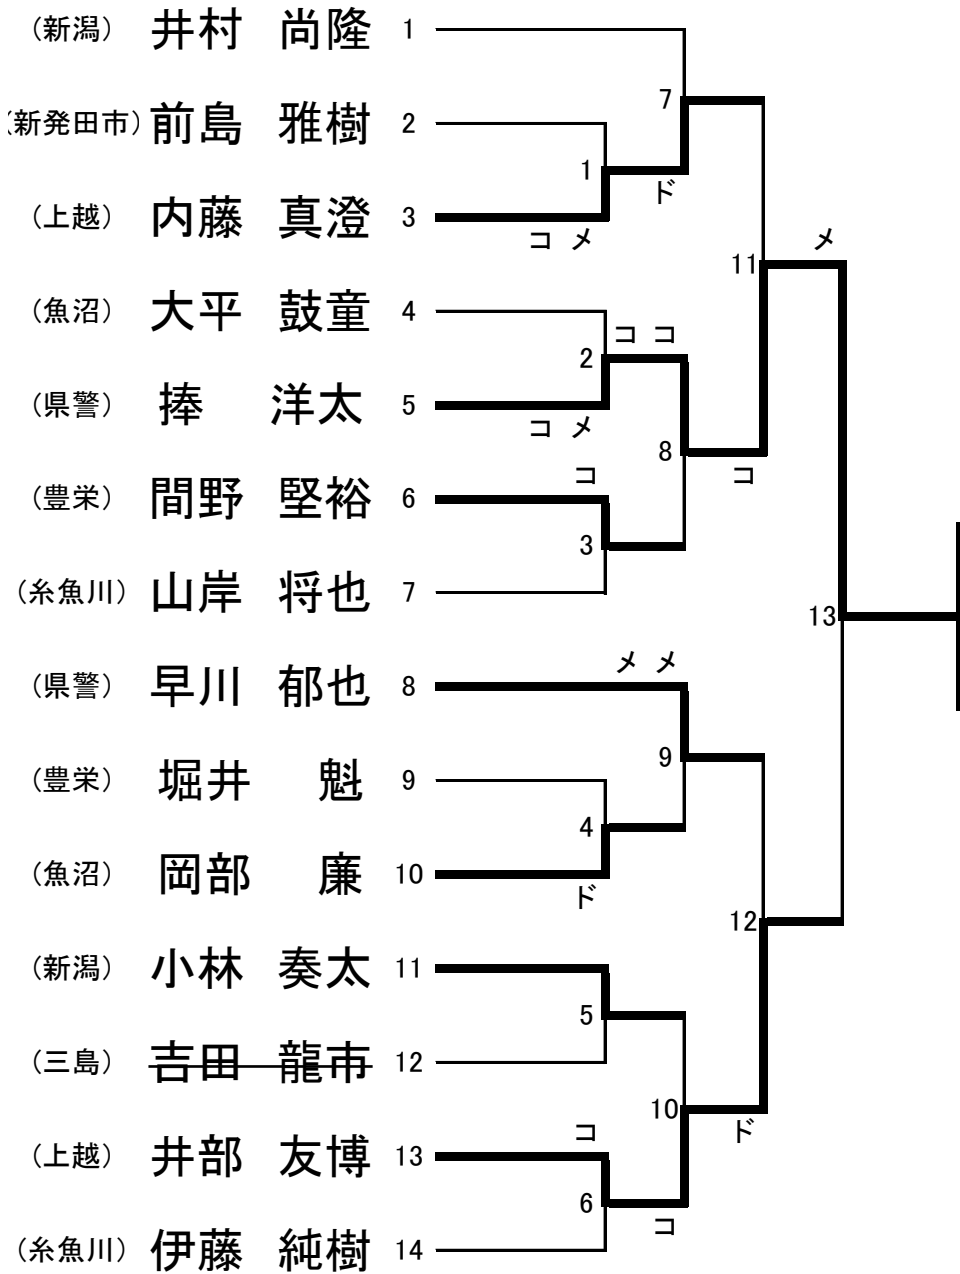 (新潟) 井村 尚隆 1
7
(新発田市) 前島 雅樹 2
1
ド
(上越) 内藤 真澄 3
コ メ
メ
11
(魚沼) 大平 鼓童 4
コ コ
2
(県警) 捧 洋太 5
コ メ
8
コ
コ
(豊栄) 間野 堅裕 6
3
(糸魚川) 山岸 将也 7
13
メ メ
(県警) 早川 郁也 8
9
(豊栄) 堀井 魁 9
4
(魚沼) 岡部 廉 10
ド
12
(新潟) 小林 奏太 11
5
(三島) 吉田 龍市 12
10
ド
コ
(上越) 井部 友博 13
6
コ
(糸魚川) 伊藤 純樹 14